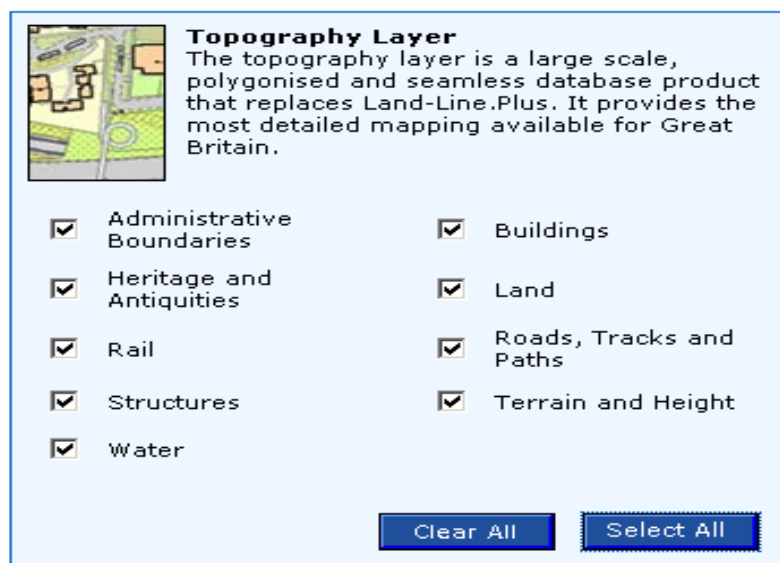 Topography Layer
The topography layer is a large scale,
polygonised and seamless database product
that replaces Land-Line.Plus. It provides the
most detailed mapping available for Great
Britain.
Administrative
Boundaries
Buildings
Heritage and
Antiquities
Land
Rail
Roads, Tracks and
Paths
Structures
Terrain and Height
Water
Clear All
Select All